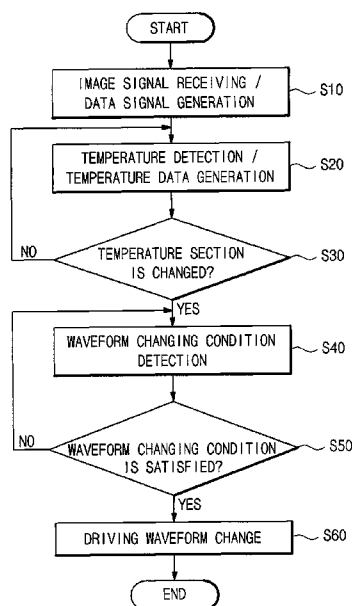 START
IMAGE SIGNAL RECEIVING /
DATA SIGNAL GENERATION
S10
TEMPERATURE DETECTION /
TEMPERATURE DATA GENERATION
S20
TEMPERATURE SECTION
IS CHANGED?
S30
NO
YES
WAVEFORM CHANGING CONDITION
DETECTION
S40
WAVEFORM CHANGING CONDITION
IS SATISFIED?
S50
NO
YES
DRIVING WAVEFORM CHANGE
S60
END